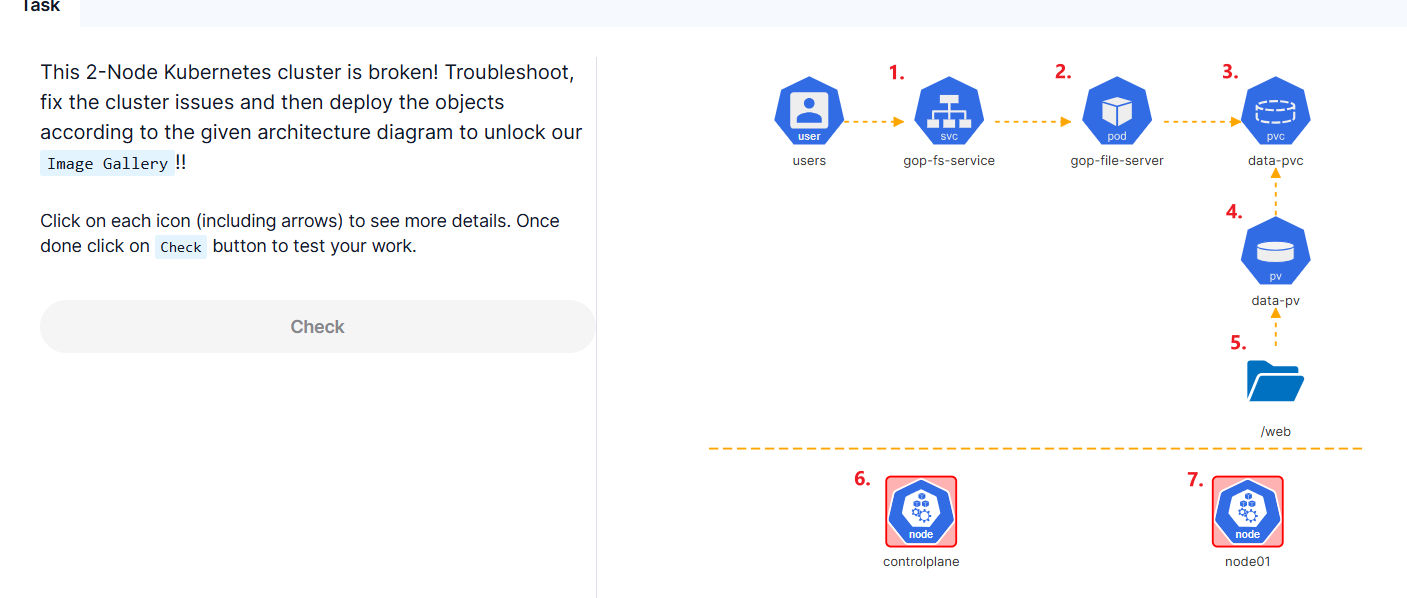 Task
This 2-Node Kubernetes cluster is broken! Troubleshoot,
fix the cluster issues and then deploy the objects
according to the given architecture diagram to unlock our
Image Gallery!!
Click on each icon (including arrows) to see more details. Once
done click on Check button to test your work.
Check
1.
2.
3.
user
svc
pod
pvc
users
gop-fs-service
gop-file-server
data-pvc
4.
pv
data-pv
5.
/web
6.
7.
node
node
controlplane
node01